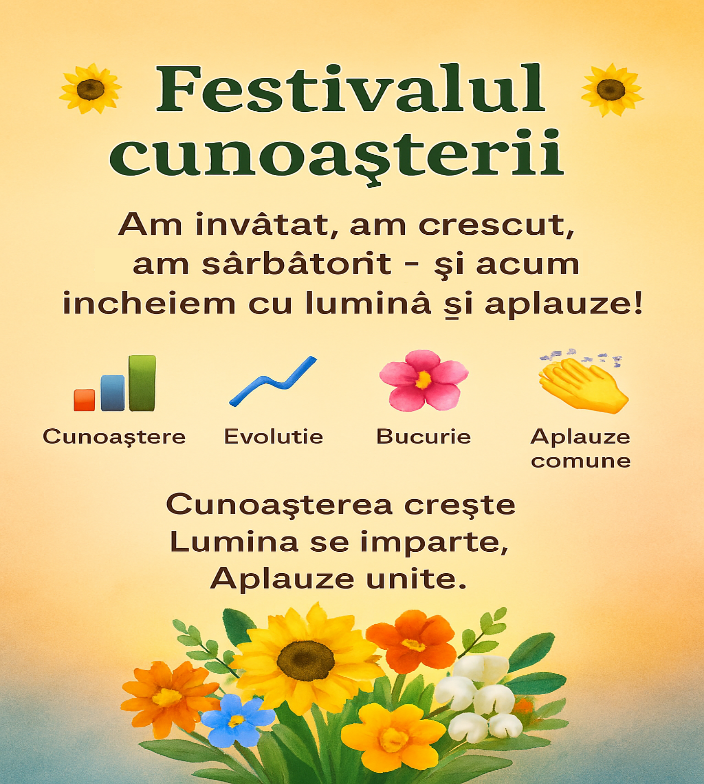 Festivalul
cunoaşterii
Am invâtat, am crescut,
am sârbâtorit – şi acum
incheiem cu luminâ şi aplauze!
Cunoaştere
Evolutie
Bucurie
Aplauze
comune
Cunoaşterea creşte
Lumina se imparte,
Aplauze unite.